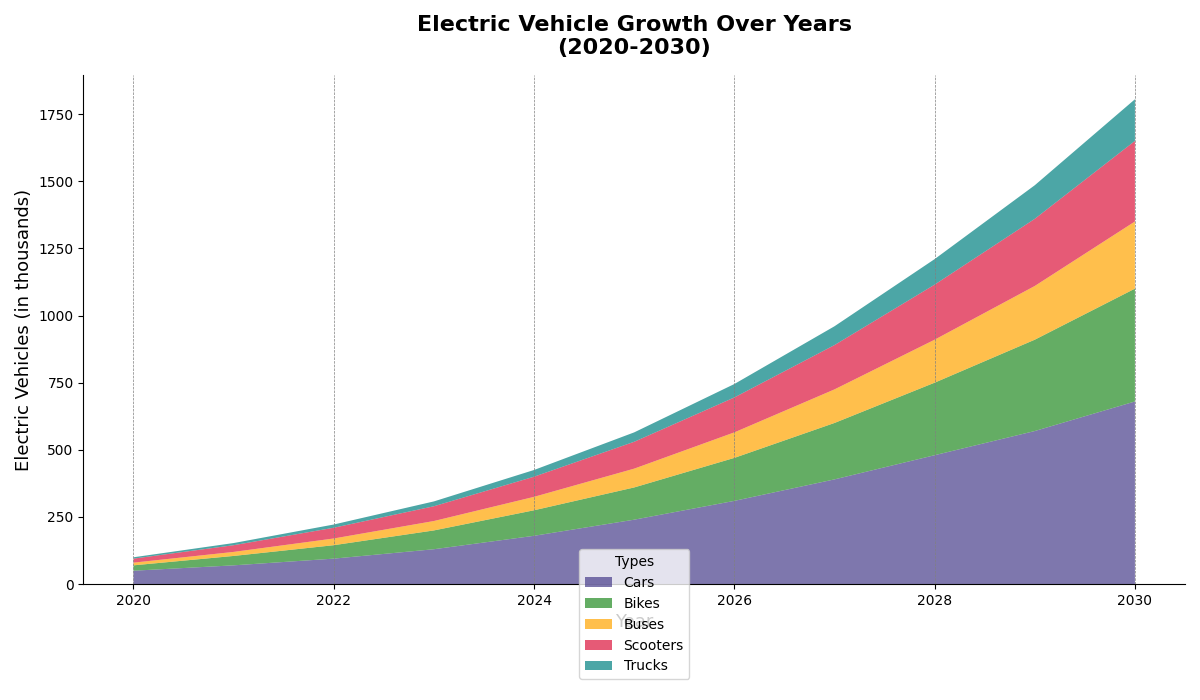 Electric Vehicle Growth Over Years
(2020-2030)
Electric Vehicles (in thousands)
1750
1500
1250
1000
750
500
250
0
2020
2022
2024
2026
2028
2030
Year
Types
Cars
Bikes
Buses
Scooters
Trucks